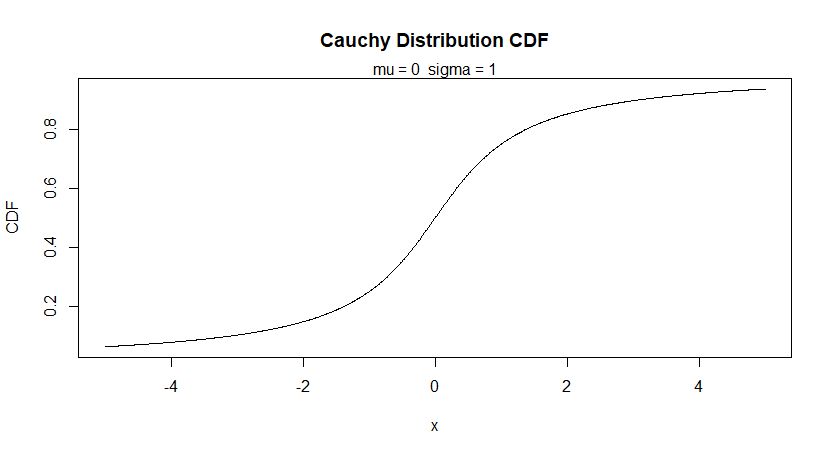 Cauchy Distribution CDF
mu = 0  sigma = 1
CDF
0.8
0.6
0.4
0.2
-4
-2
0
2
4
x